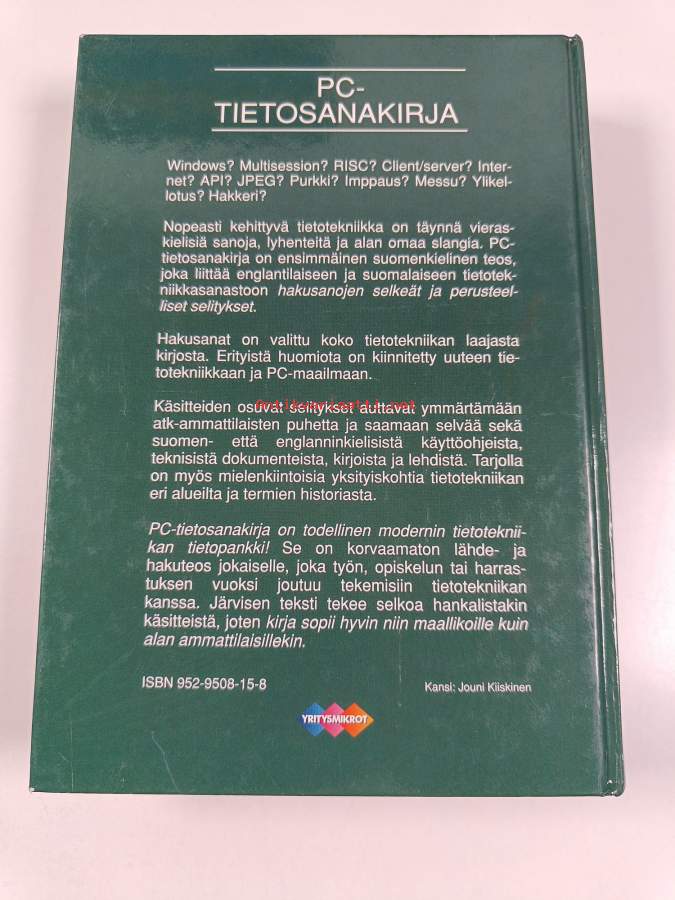 PC-
TIETOSANAKIRJA
Windows? Multisession? RISC? Client/server? Inter-
net? API? JPEG? Purkki? Imppaus? Messu? Ylikel-
lotus? Hakkeri?
Nopeasti kehittyvä tietotekniikka on täynnä vieras-
kielisiä sanoja, lyhenteitä ja alan omaa slangia. PC-
tietosanakirja on ensimmäinen suomenkielinen teos,
joka liittää englantilaiseen ja suomalaiseen tietotek-
niikkasanastoon hakusanojen selkeät ja perusteel-
liset selitykset.
Hakusanat on valittu koko tietotekniikan laajasta
kirjosta. Erityistä huomiota on kiinnitetty uuteen tie-
totekniikkaan ja PC-maailmaan.
Antikvariaatti.net
Käsitteiden osuvat selitykset auttavat ymmärtämään
atk-ammattilaisten puhetta ja saamaan selvää sekä
suomen- että englanninkielisistä käyttöohjeista,
teknisistä dokumenteista, kirjoista ja lehdistä. Tarjolla
on myös mielenkiintoisia yksityiskohtia tietotekniikan
eri alueilta ja termien historiasta.
PC-tietosanakirja on todellinen modernin tietotekni-
ikan tietopankki! Se on korvaamaton lähde- ja
hakuteos jokaiselle, joka työn, opiskelun tai harras-
tuksen vuoksi joutuu tekemisiin tietotekniikan
kanssa. Järvisen teksti tekee selkoa hankalistakin
käsitteistä, joten kirja sopii hyvin niin maallikoille kuin
alan ammattilaisillekin.
ISBN 952-9508-15-8
Kansi: Jouni Kiiskinen
YRITYSMIKROT